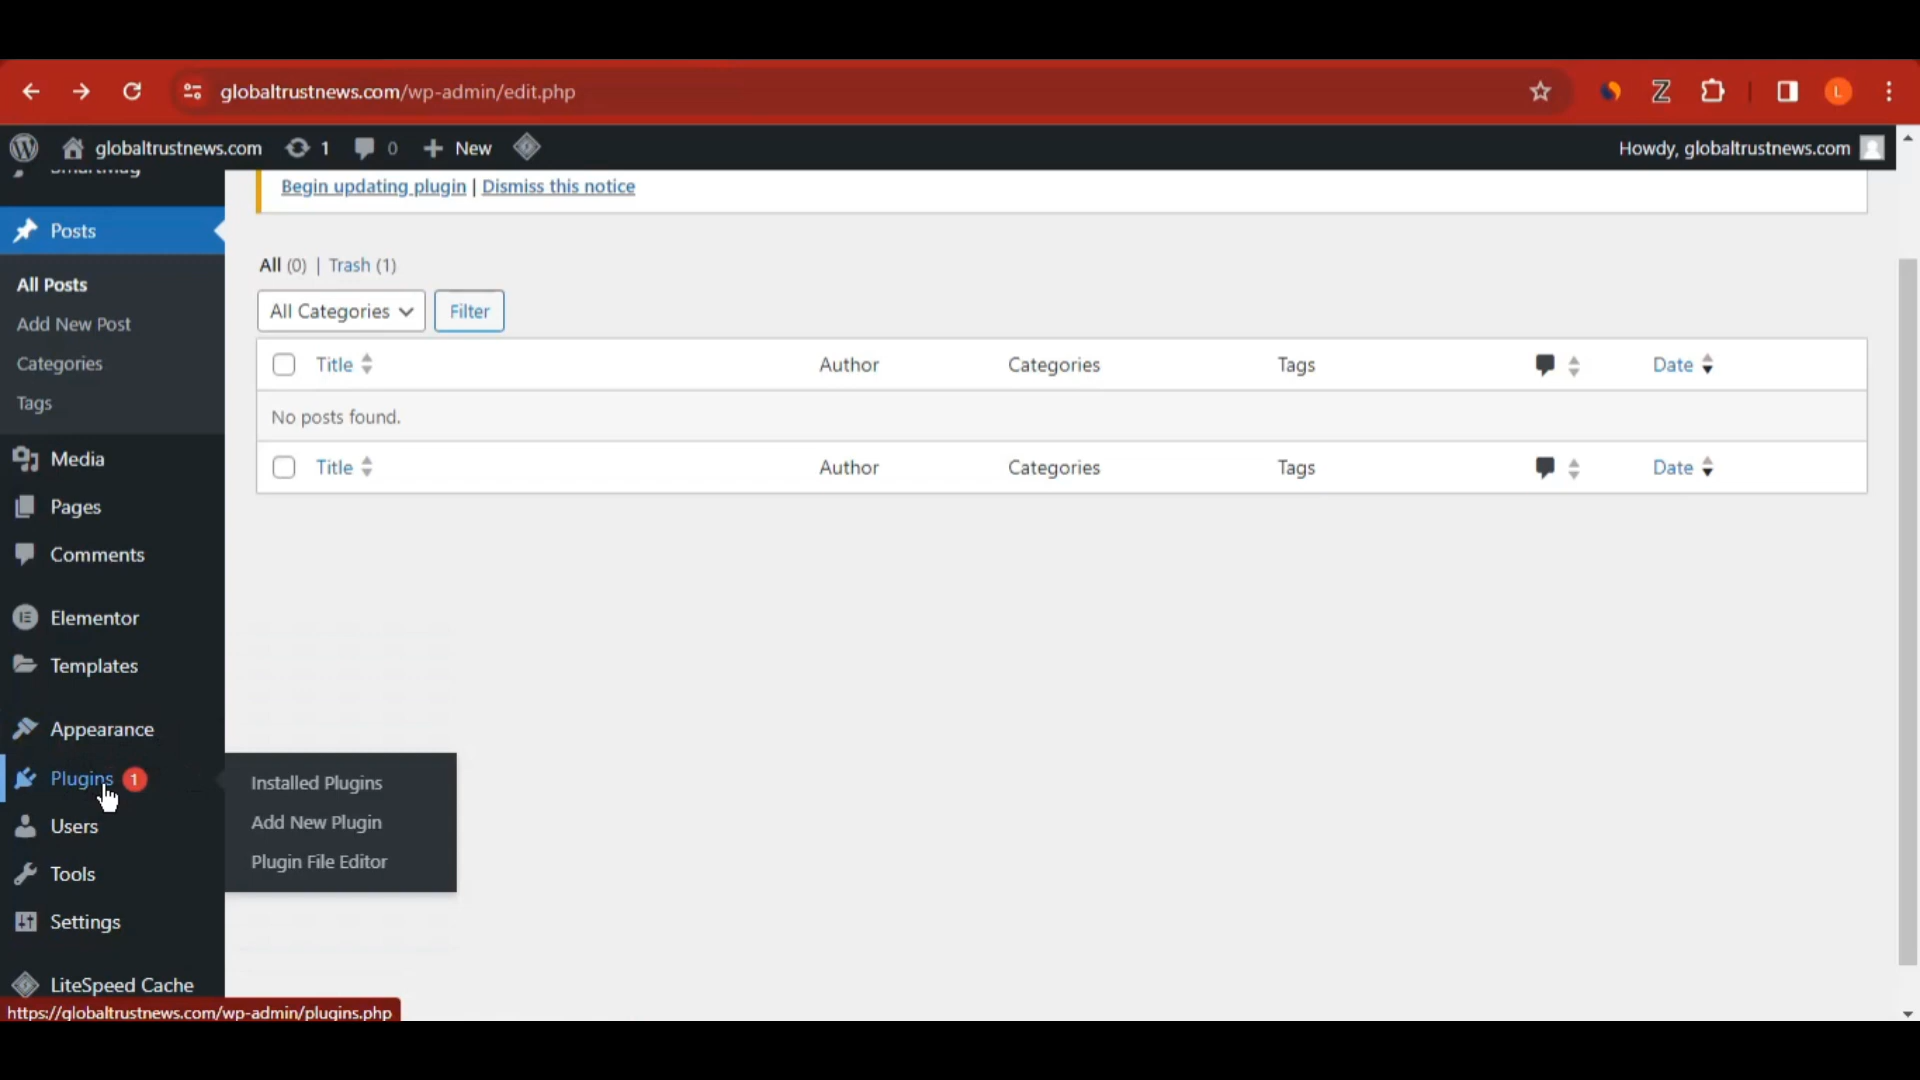 globaltrustnews.com/wp-admin/edit.php
L
globaltrustnews.com 1 0 New
Howdy, globaltrustnews.com
SmartMag
Begin updating plugin | Dismiss this notice
Posts
All Posts
Add New Post
Categories
Tags
Media
Pages
Comments
Elementor
Templates
Appearance
Plugins 1
Users
Tools
Settings
LiteSpeed Cache
All (0) | Trash (1)
All Categories Filter
Title Author Categories Tags Date
No posts found.
Title Author Categories Tags Date
Installed Plugins
Add New Plugin
Plugin File Editor
https://globaltrustnews.com/wp-admin/plugins.php